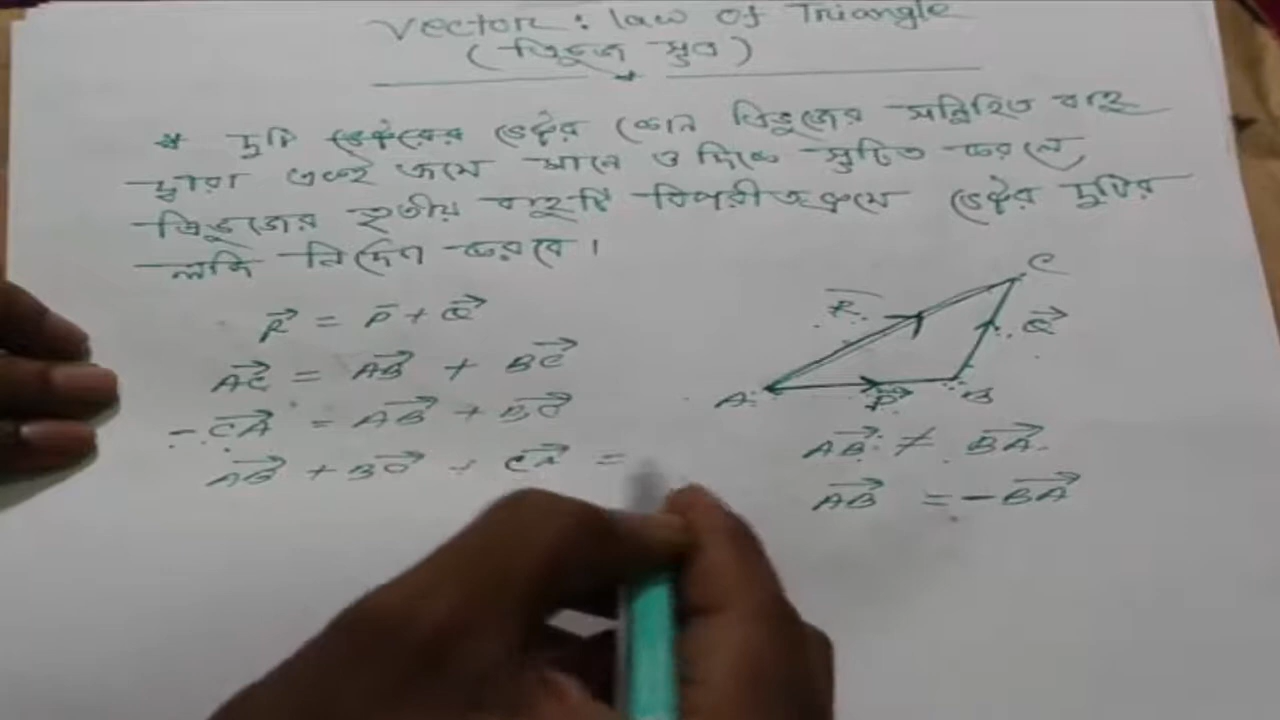 Vector: law of Triangle
(ত্রিভুজ সূত্র)
* দুটি ভেক্টর কোন ত্রিভুজের সন্নিহিত বাহু
দ্বারা একই ক্রমে মানে ও দিকে সূচিত করলে
ত্রিভুজের তৃতীয় বাহুটি বিপরীতক্রমে ভেক্টর দুটির
লব্ধি নির্দেশ করবে।
R⃗ = P⃗ + Q⃗
AC⃗ = AB⃗ + BC⃗
- CA⃗ = AB⃗ + BC⃗
AB⃗ + BC⃗ + CA⃗ =
C
R⃗
Q⃗
A
P⃗
B
AB⃗ ≠ BA⃗
AB⃗ = -BA⃗